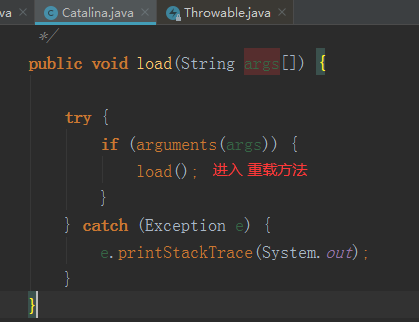 va
Catalina.java
Throwable.java
*/
public void load(String args[]) {
try {
if (arguments(args)) {
load(); 进入 重载方法
}
} catch (Exception e) {
e.printStackTrace(System.out);
}
}